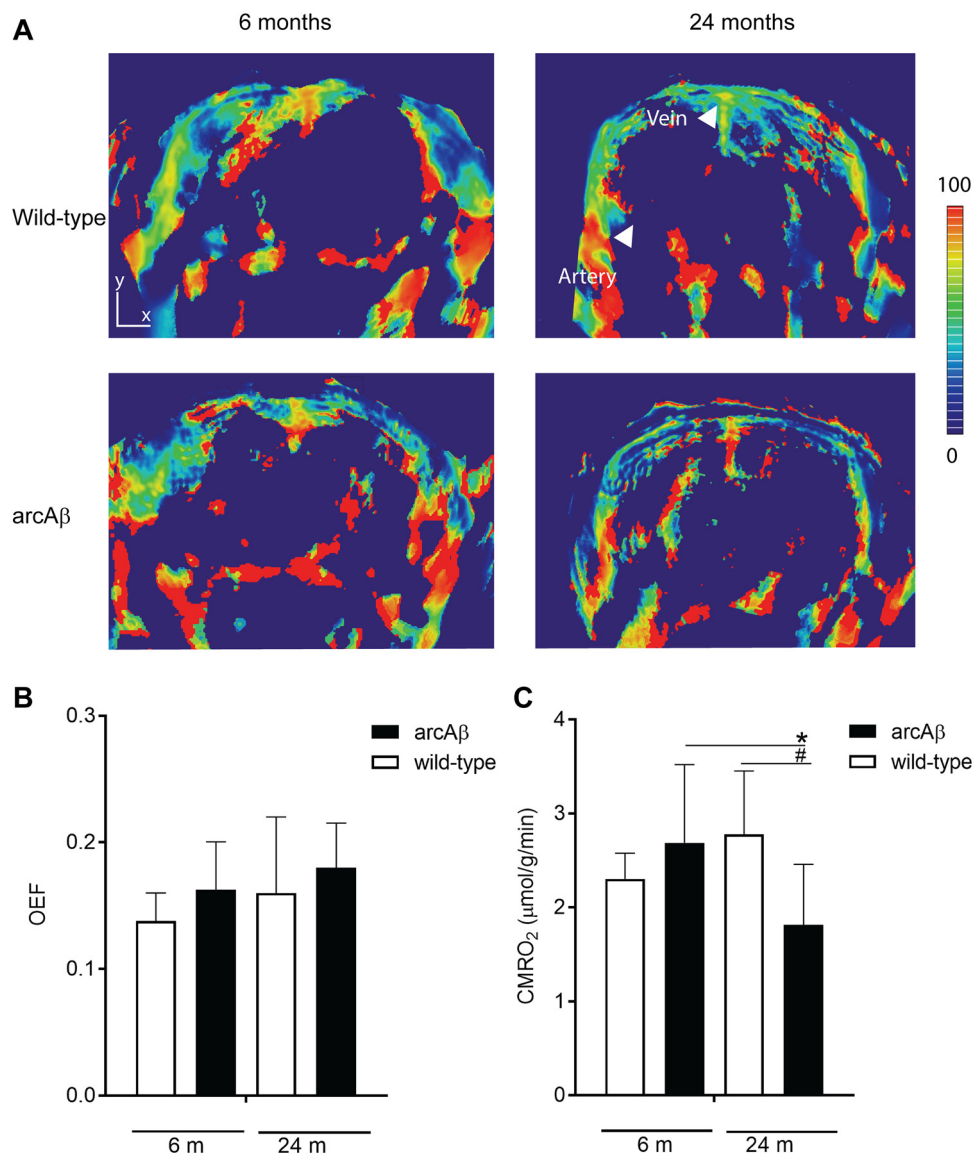 A
6 months
24 months
Wild-type
y
x
Vein
Artery
100
0
arcAβ
B
0.3
0.2
0.1
0.0
OEF
arcAβ
wild-type
6 m
24 m
C
4
3
2
1
0
CMRO₂ (μmol/g/min)
arcAβ
wild-type
*
#
6 m
24 m